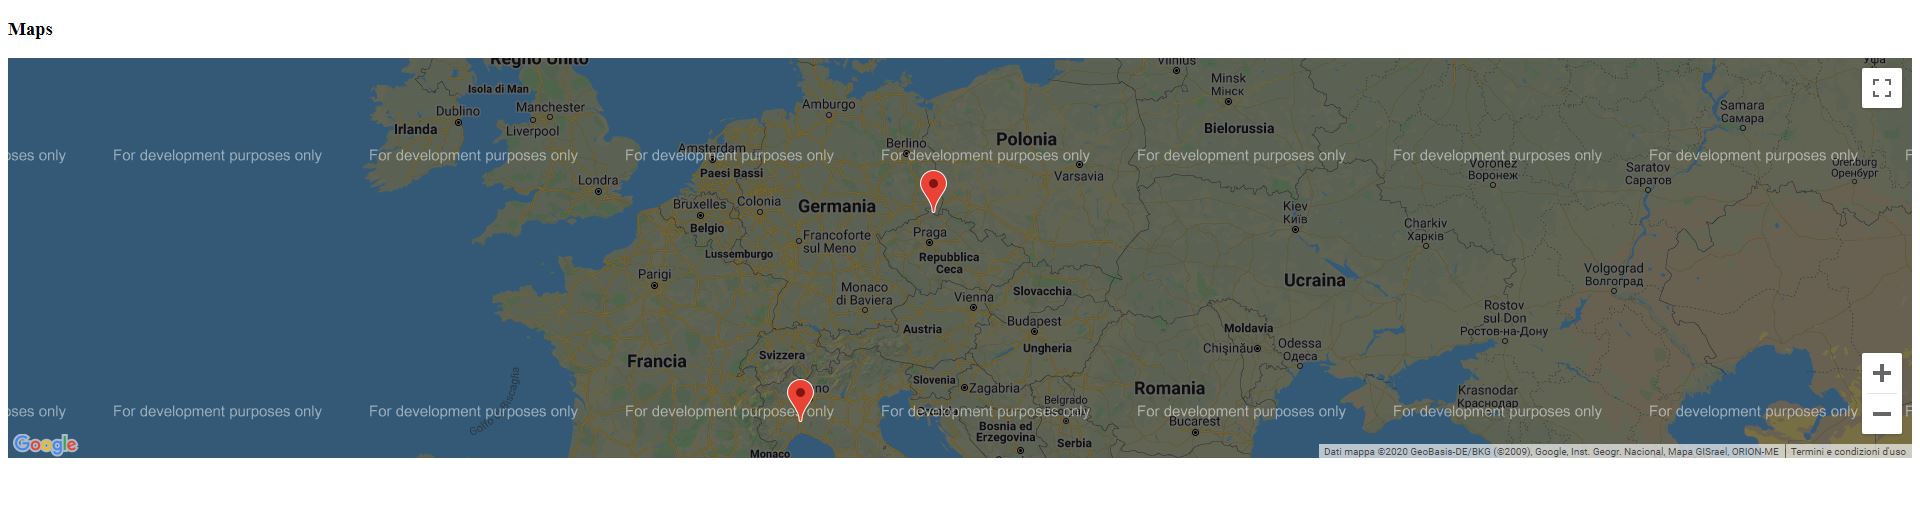 Maps
Regno Unito
Vilnius
Уфа
Isola di Man
Minsk
Мінск
Dublino
Manchester
Amburgo
Samara
Самара
Irlanda
Liverpool
Berlino
Polonia
Bielorussia
Amsterdam
oses only
For development purposes only
For development purposes only
For development purposes only
For development purposes only
For development purposes only
For development purposes only
For development purposes only
F
Paesi Bassi
Varsavia
Voronez
Воронеж
Saratov
Саратов
Orenburg
Оренбург
Londra
Bruxelles
Colonia
Germania
Kiev
Київ
Belgio
Francoforte
sul Meno
Praga
Charkiv
Харків
Lussemburgo
Repubblica
Ceca
Parigi
Ucraina
Volgograd
Волгоград
Monaco
di Baviera
Vienna
Slovacchia
Rostov
sul Don
Ростов-на-Дону
Austria
Budapest
Moldavia
Svizzera
Ungheria
Chișinău
Odessa
Одеса
Francia
Slovenia
Zagabria
Romania
Krasnodar
Краснодар
no
Golfo di Biscaglia
Belgrado
oses only
For development purposes only
For development purposes only
For development purposes only
For development purposes only
For development purposes only
For development purposes only
For development purposes only
F
Bosnia ed
Erzegovina
Bucarest
Serbia
Monaco
Google
Dati mappa ©2020 GeoBasis-DE/BKG (©2009), Google, Inst. Geogr. Nacional, Mapa GISrael, ORION-ME
Termini e condizioni d'uso